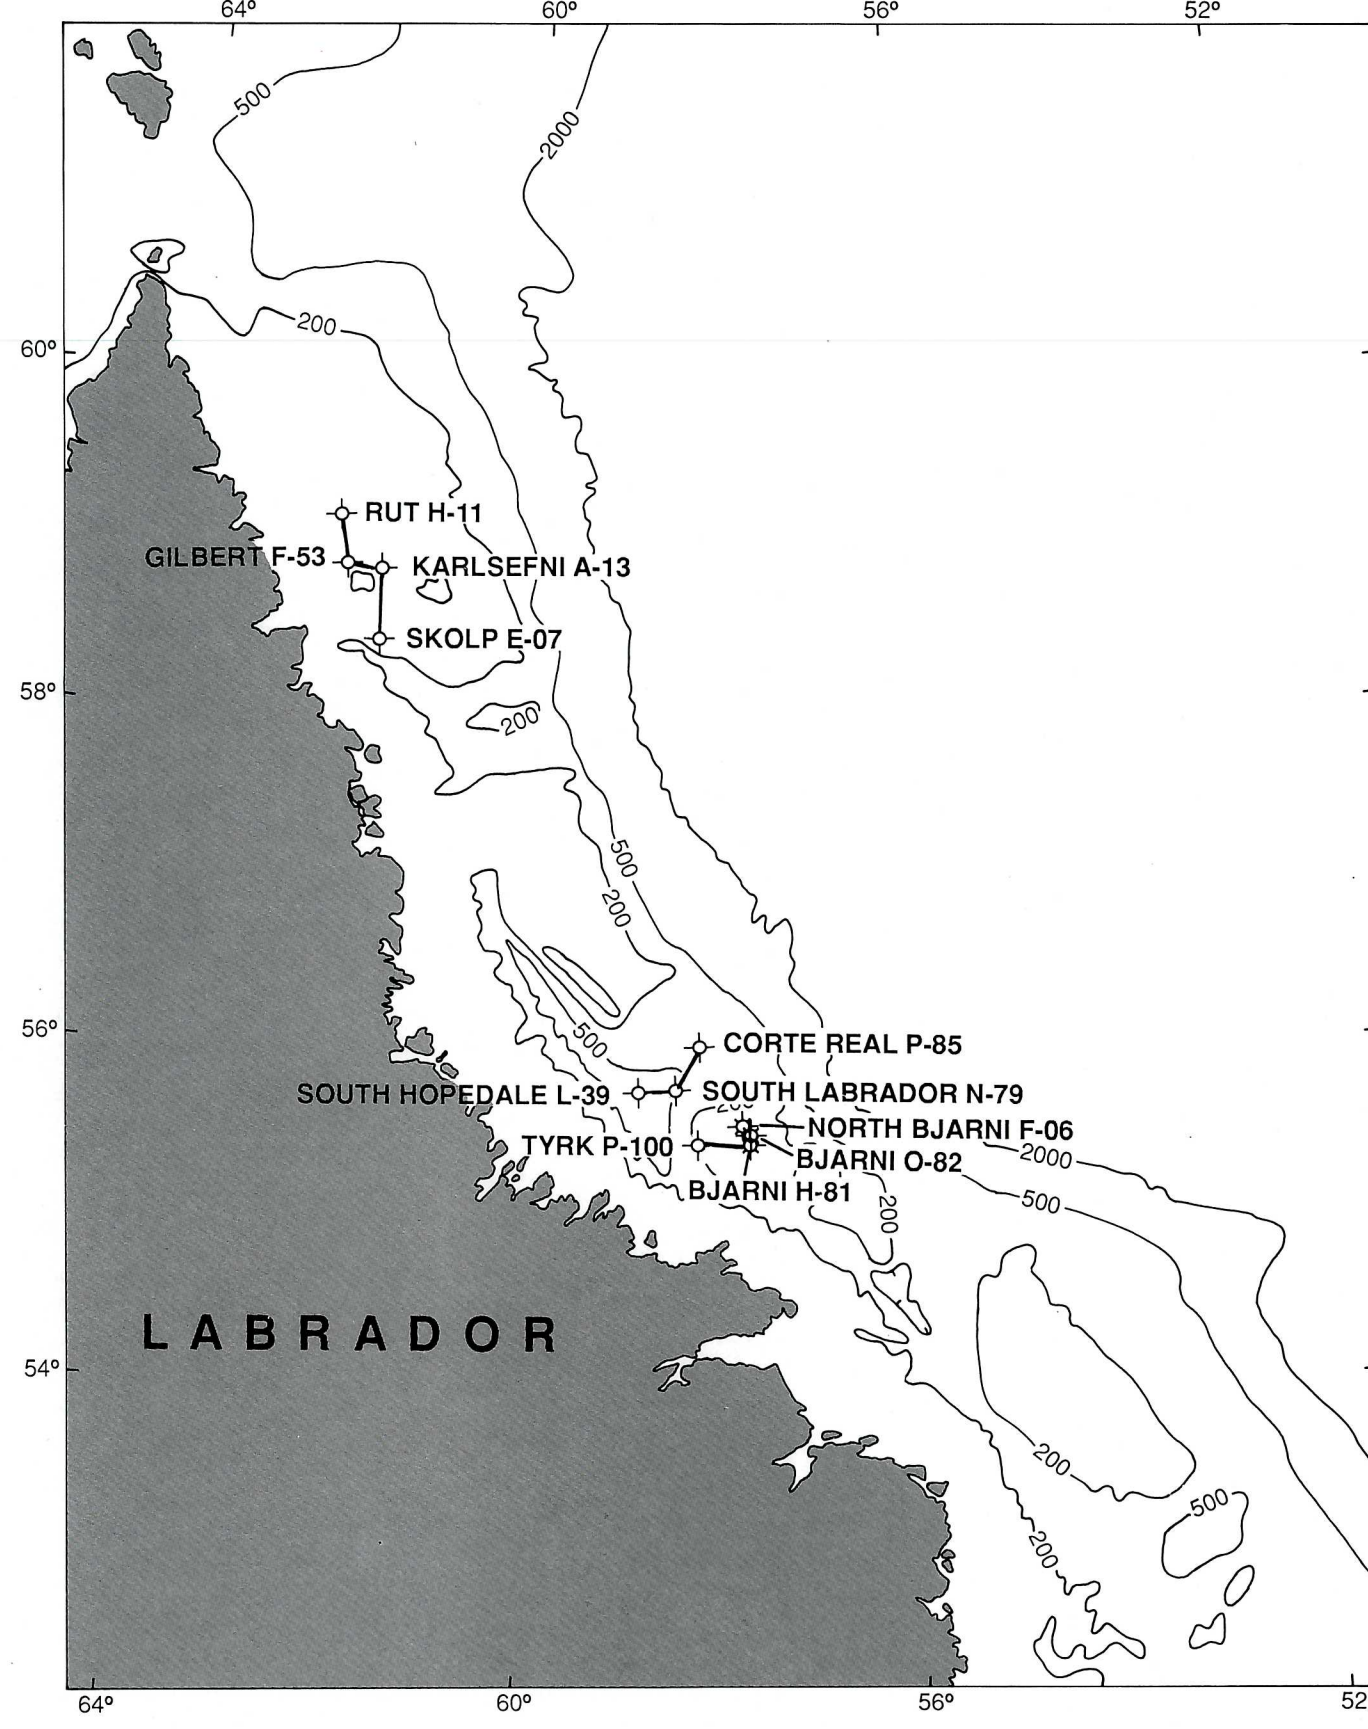 64° 60° 56° 52°
500
2000
200
60°
RUT H-11
GILBERT F-53
KARLSEFNI A-13
SKOLP E-07
58°
200
500
200
56°
500
CORTE REAL P-85
SOUTH HOPEDALE L-39
SOUTH LABRADOR N-79
NORTH BJARNI F-06
TYRK P-100
2000
BJARNI O-82
BJARNI H-81
500
200
LABRADOR
54°
200
500
200
64° 60° 56° 52